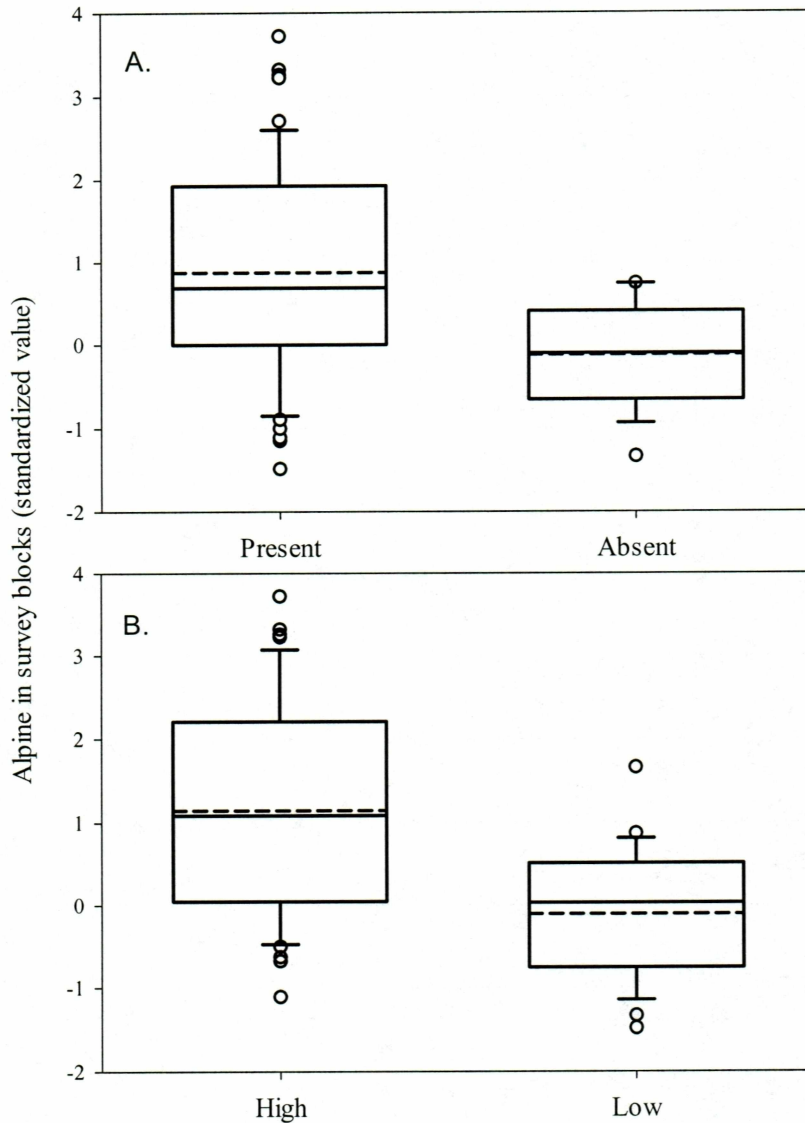 Alpine in survey blocks (standardized value)
A.
4
3
2
1
0
-1
-2
Present Absent
B.
4
3
2
1
0
-1
-2
High Low